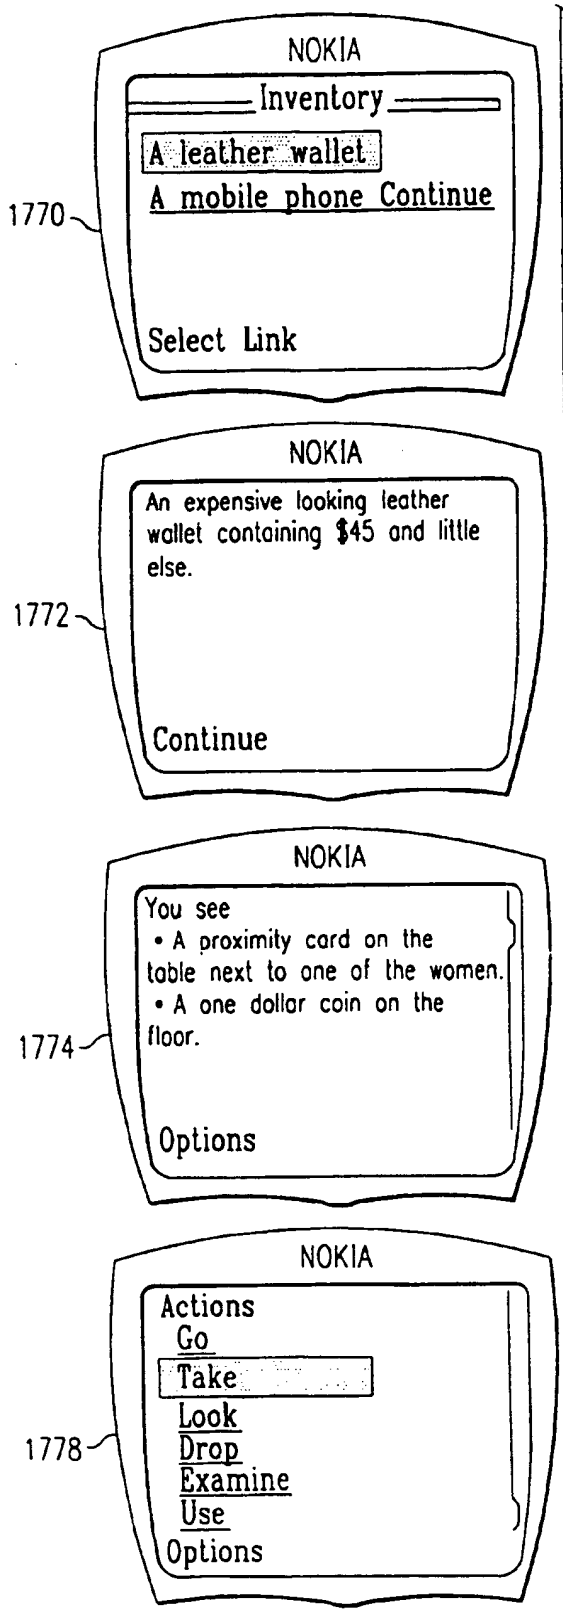 NOKIA
Inventory
A leather wallet
A mobile phone Continue
1770
Select Link
NOKIA
An expensive looking leather
wallet containing $45 and little
else.
1772
Continue
NOKIA
You see
• A proximity card on the
table next to one of the women.
• A one dollar coin on the
floor.
1774
Options
NOKIA
Actions
Go
Take
Look
Drop
1778
Examine
Use
Options